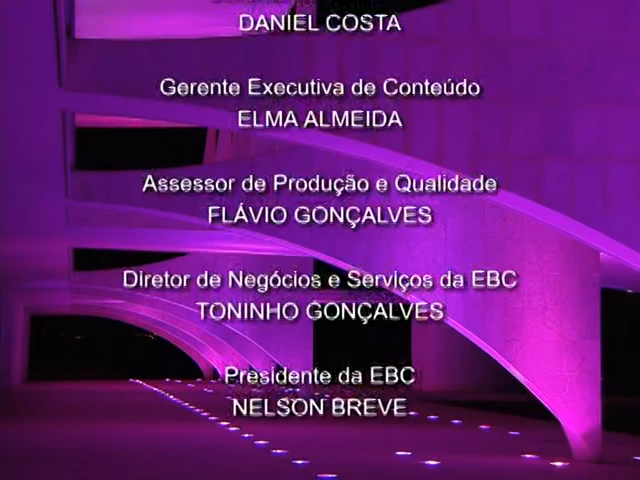 DANIEL COSTA
Gerente Executiva de Conteúdo
ELMA ALMEIDA
Assessor de Produção e Qualidade
FLÁVIO GONÇALVES
Diretor de Negócios e Serviços da EBC
TONINHO GONÇALVES
Presidente da EBC
NELSON BREVE